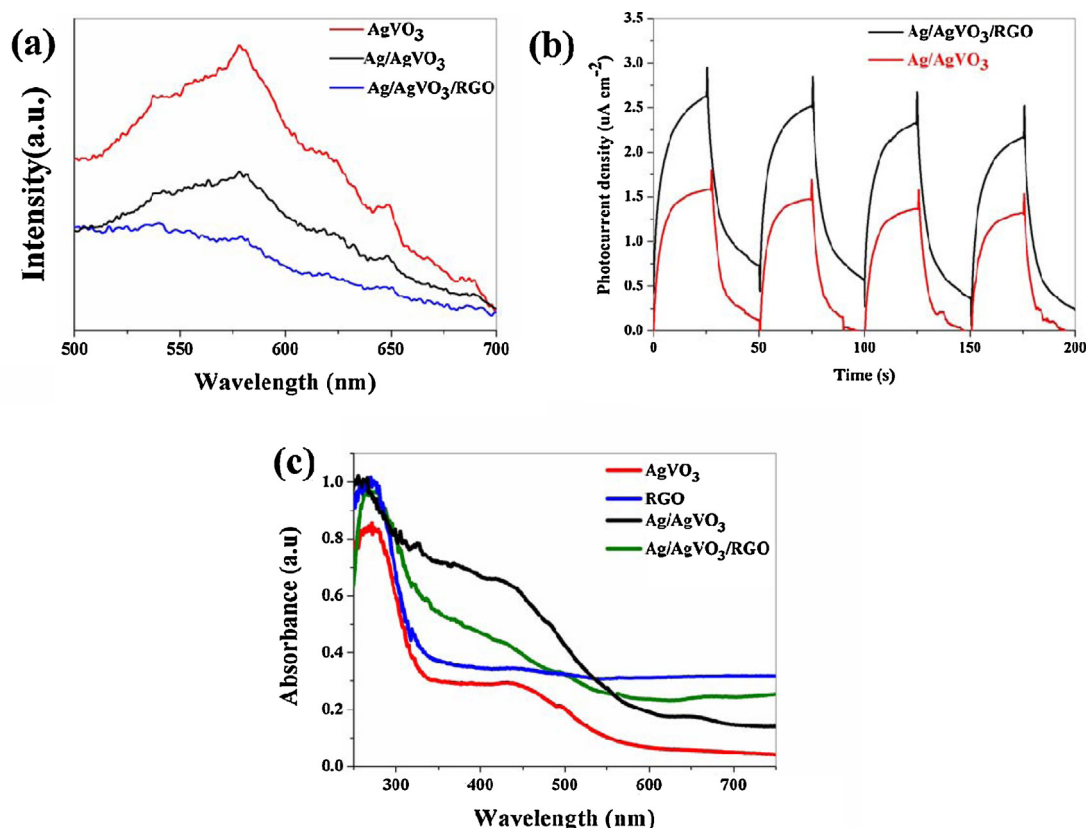 (a)
AgVO3
Ag/AgVO3
Ag/AgVO3/RGO
Intensity(a.u.)
500 550 600 650 700
Wavelength (nm)
(b)
Ag/AgVO3/RGO
Ag/AgVO3
Photocurrent density (uA cm-2)
3.5
3.0
2.5
2.0
1.5
1.0
0.5
0.0
0 50 100 150 200
Time (s)
(c)
AgVO3
RGO
Ag/AgVO3
Ag/AgVO3/RGO
Absorbance (a.u)
1.0
0.8
0.6
0.4
0.2
0.0
300 400 500 600 700
Wavelength (nm)